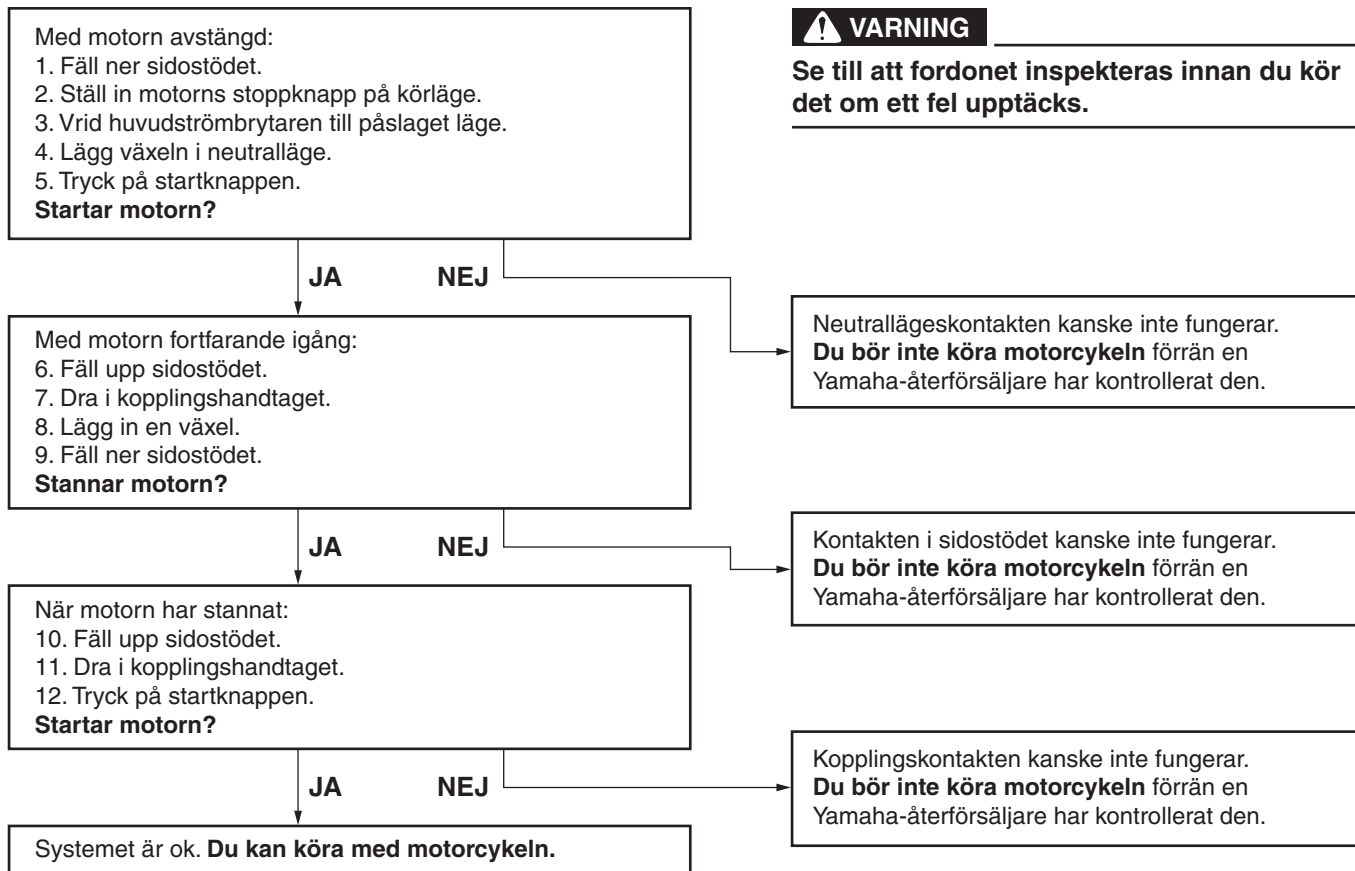 Med motorn avstängd:
1. Fäll ner sidostödet.
2. Ställ in motorns stoppknapp på körläge.
3. Vrid huvudströmbrytaren till påslaget läge.
4. Lägg växeln i neutralläge.
5. Tryck på startknappen.
Startar motorn?
VARNING
Se till att fordonet inspekteras innan du kör
det om ett fel upptäcks.
JA NEJ
Neutrallägeskontakten kanske inte fungerar.
Du bör inte köra motorcykeln förrän en
Yamaha-återförsäljare har kontrollerat den.
Med motorn fortfarande igång:
6. Fäll upp sidostödet.
7. Dra i kopplingshandtaget.
8. Lägg in en växel.
9. Fäll ner sidostödet.
Stannar motorn?
JA NEJ
Kontakten i sidostödet kanske inte fungerar.
Du bör inte köra motorcykeln förrän en
Yamaha-återförsäljare har kontrollerat den.
När motorn har stannat:
10. Fäll upp sidostödet.
11. Dra i kopplingshandtaget.
12. Tryck på startknappen.
Startar motorn?
JA NEJ
Kopplingskontakten kanske inte fungerar.
Du bör inte köra motorcykeln förrän en
Yamaha-återförsäljare har kontrollerat den.
Systemet är ok. Du kan köra med motorcykeln.